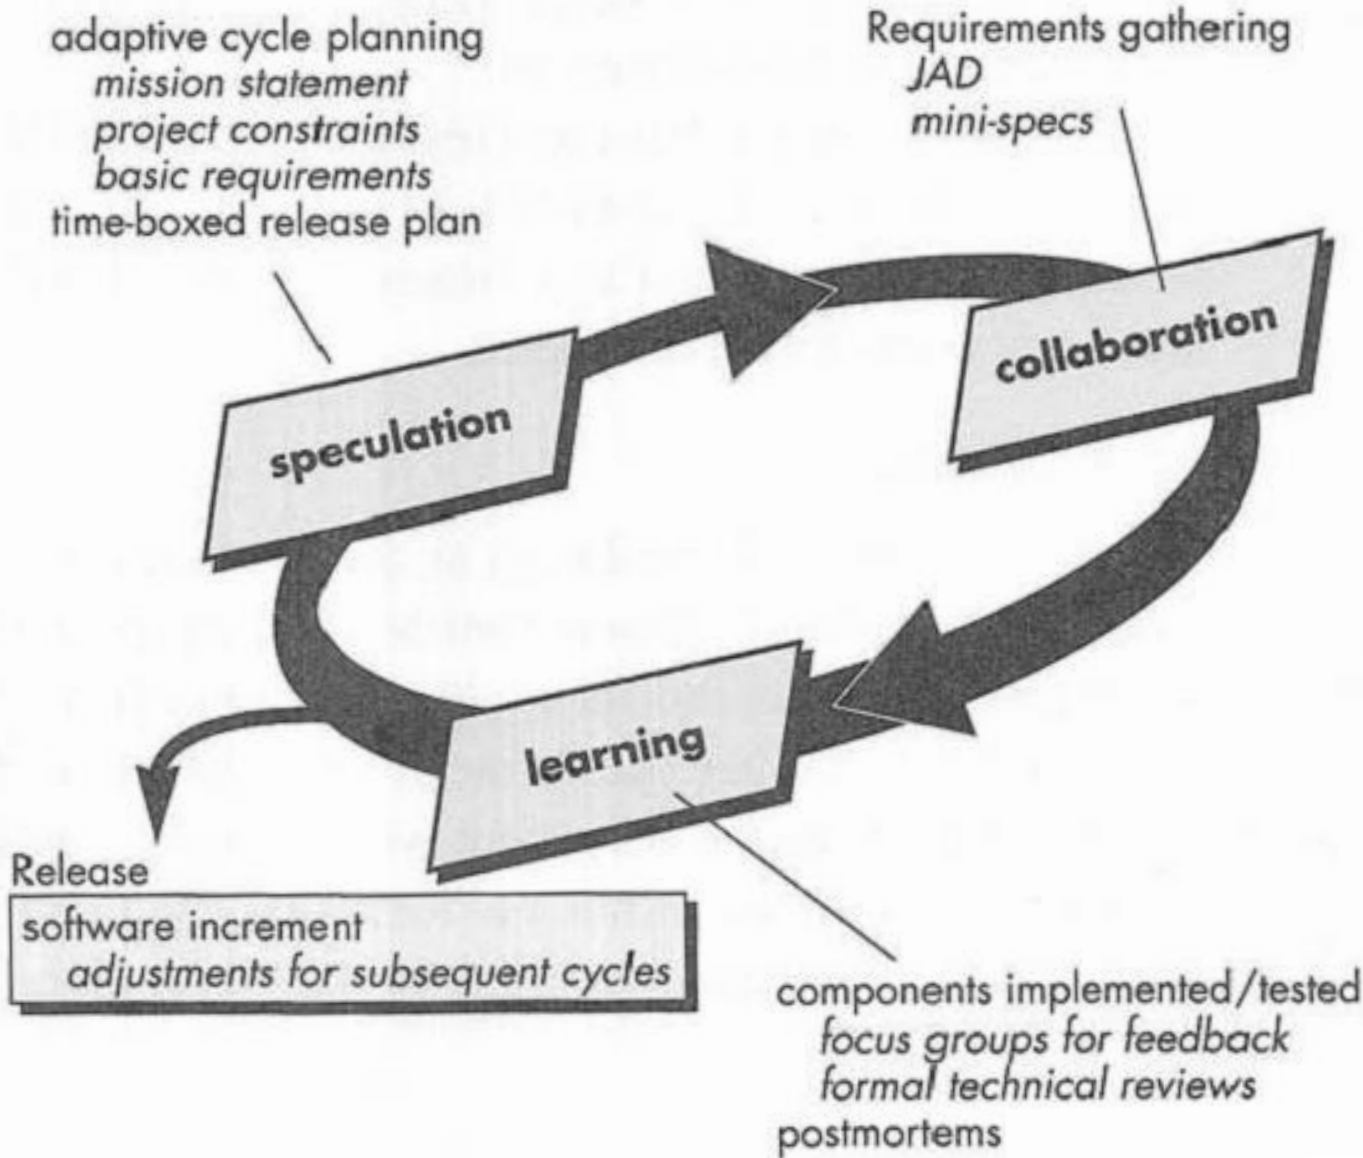 adaptive cycle planning
mission statement
project constraints
basic requirements
time-boxed release plan
Requirements gathering
JAD
mini-specs
speculation
collaboration
learning
Release
software increment
adjustments for subsequent cycles
components implemented/tested
focus groups for feedback
formal technical reviews
postmortems